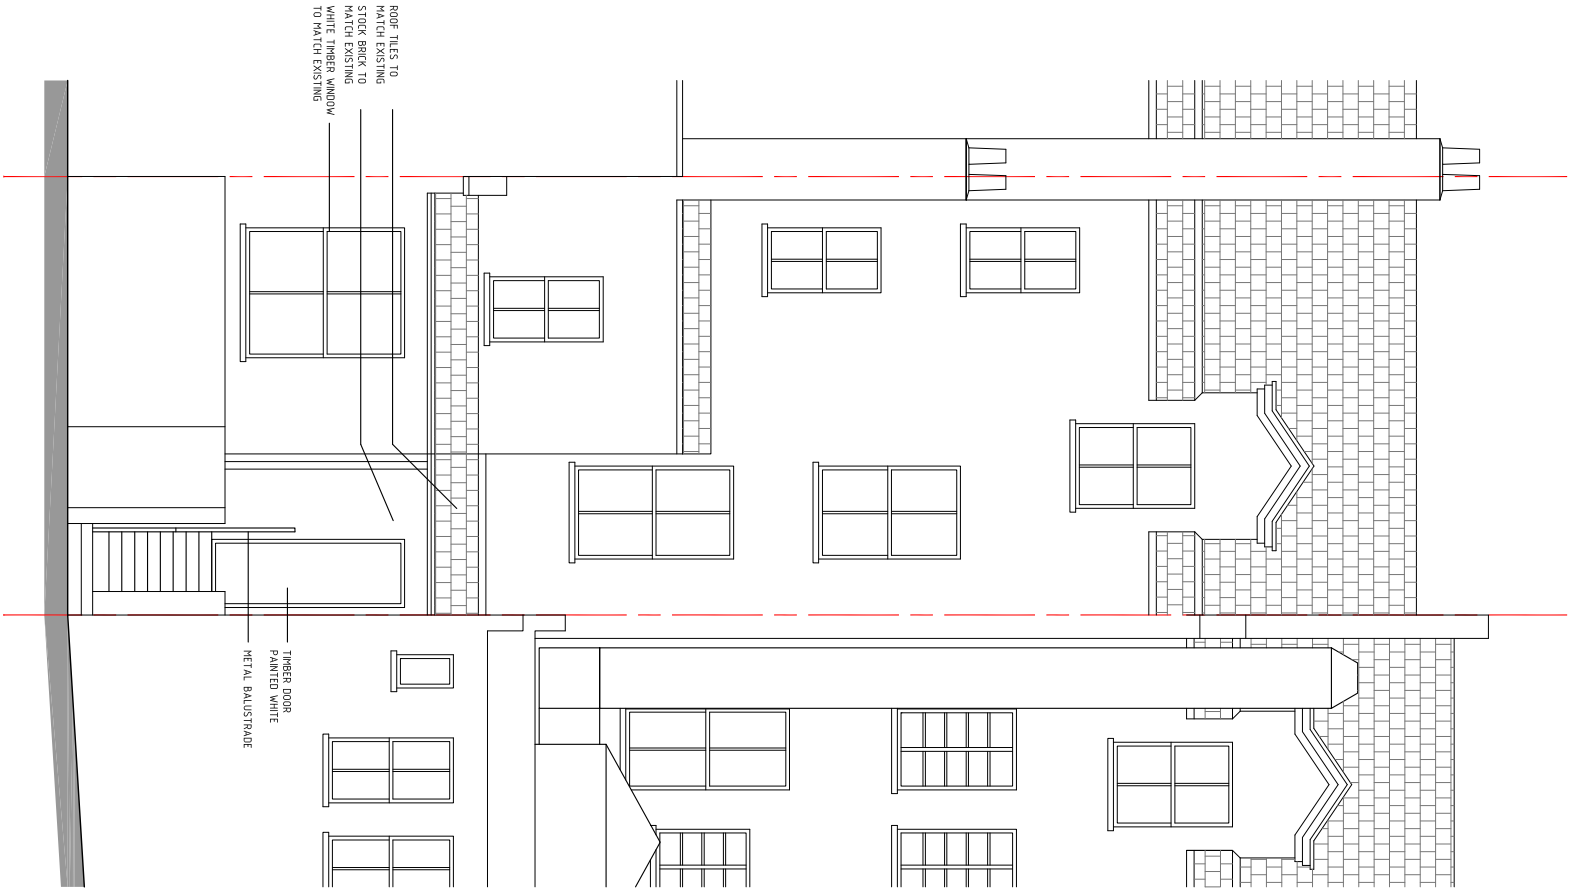 ROOF TILES TO
MATCH EXISTING
STOCK BRICK TO
MATCH EXISTING
WHITE TIMBER WINDOW
TO MATCH EXISTING
TIMBER DOOR
PAINTED WHITE
METAL BALUSTRADE